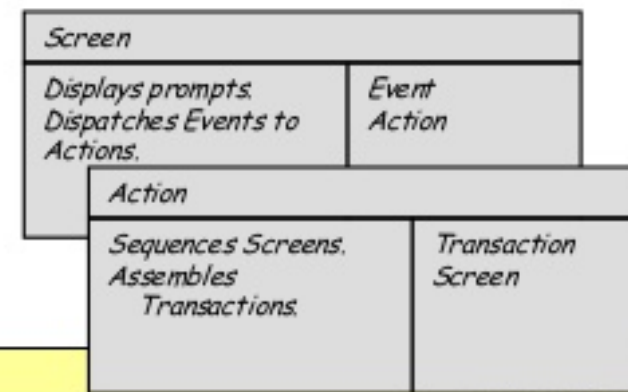 Screen
Displays prompts.
Dispatches Events to
Actions.
Event
Action
Action
Sequences Screens.
Assembles
Transactions.
Transaction
Screen